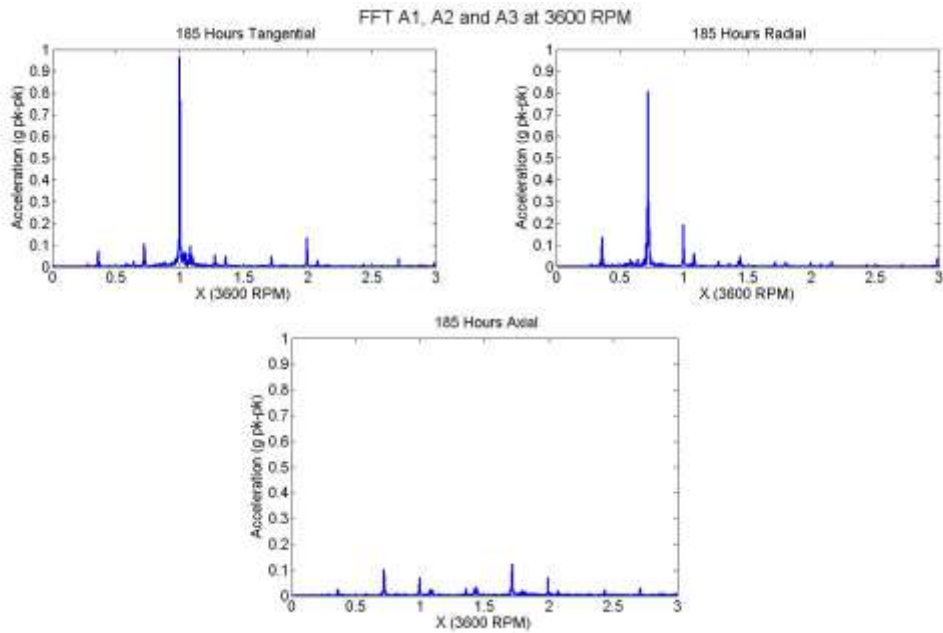 FFT A1, A2 and A3 at 3600 RPM
185 Hours Tangential
1
0.9
0.8
0.7
0.6
0.5
0.4
0.3
0.2
0.1
0
Acceleration (g pk-pk)
0 0.5 1 1.5 2 2.5 3
X (3600 RPM)
185 Hours Radial
1
0.9
0.8
0.7
0.6
0.5
0.4
0.3
0.2
0.1
0
Acceleration (g pk-pk)
0 0.5 1 1.5 2 2.5 3
X (3600 RPM)
185 Hours Axial
1
0.9
0.8
0.7
0.6
0.5
0.4
0.3
0.2
0.1
0
Acceleration (g pk-pk)
0 0.5 1 1.5 2 2.5 3
X (3600 RPM)